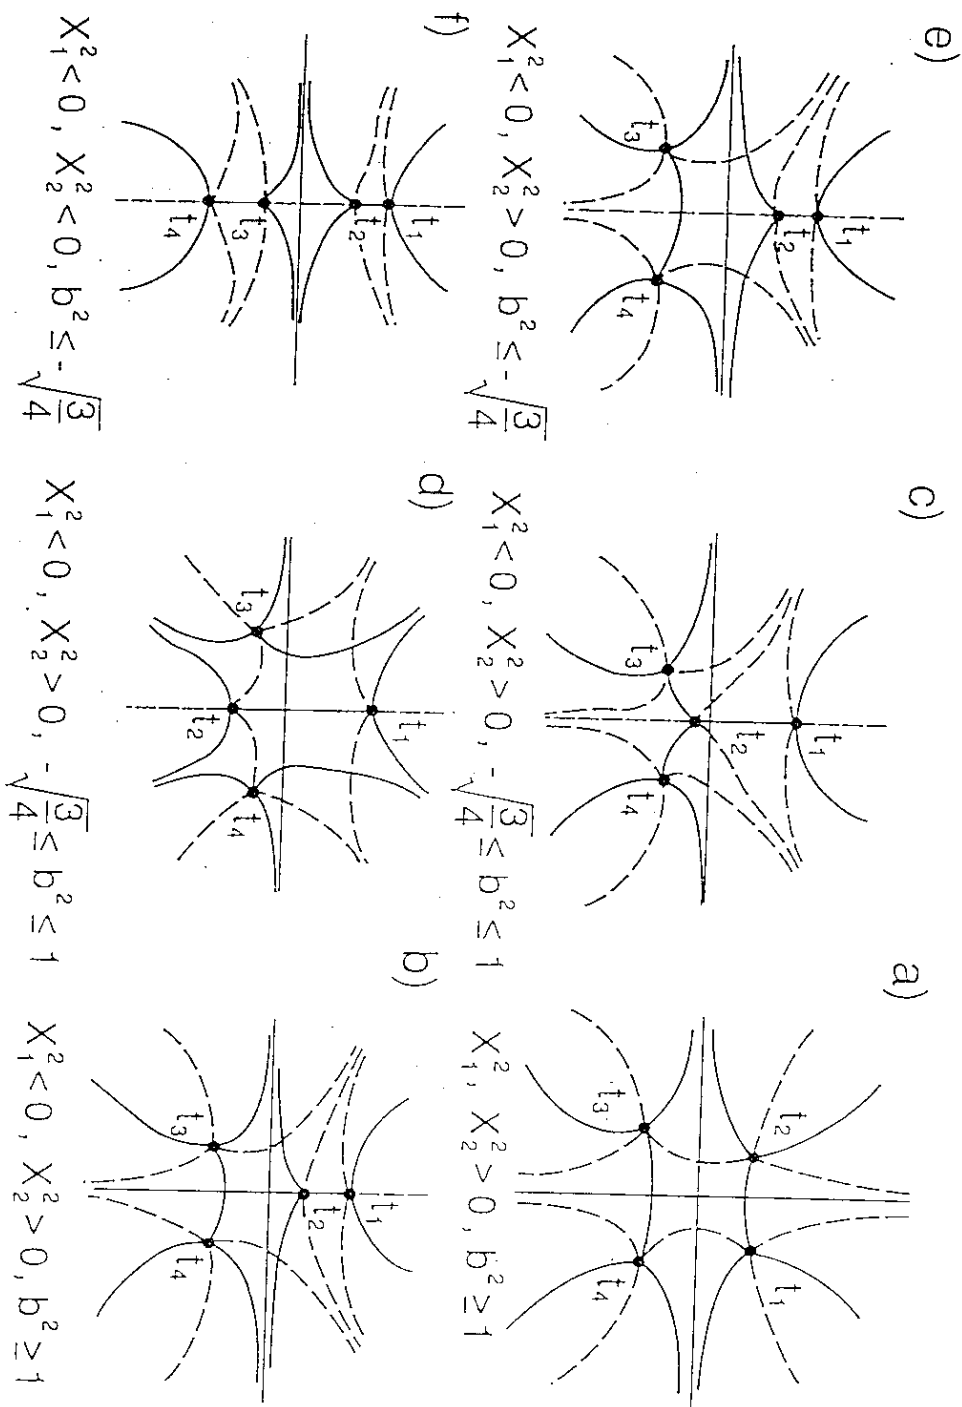 a)
t₂ t₁
t₃ t₄
X₁², X₂² > 0, b² ≥ 1
b)
t₁
t₂
t₃ t₄
X₁² < 0, X₂² > 0, b² ≥ 1
c)
t₁
t₂
t₃ t₄
X₁² < 0, X₂² > 0, -√(3/4) ≤ b² ≤ 1
d)
t₁
t₃ t₄
t₂
X₁² < 0, X₂² > 0, -√(3/4) ≤ b² ≤ 1
e)
t₁
t₂
t₃ t₄
X₁² < 0, X₂² > 0, b² ≤ -√(3/4)
f)
t₁
t₂
t₃
t₄
X₁² < 0, X₂² < 0, b² ≤ -√(3/4)